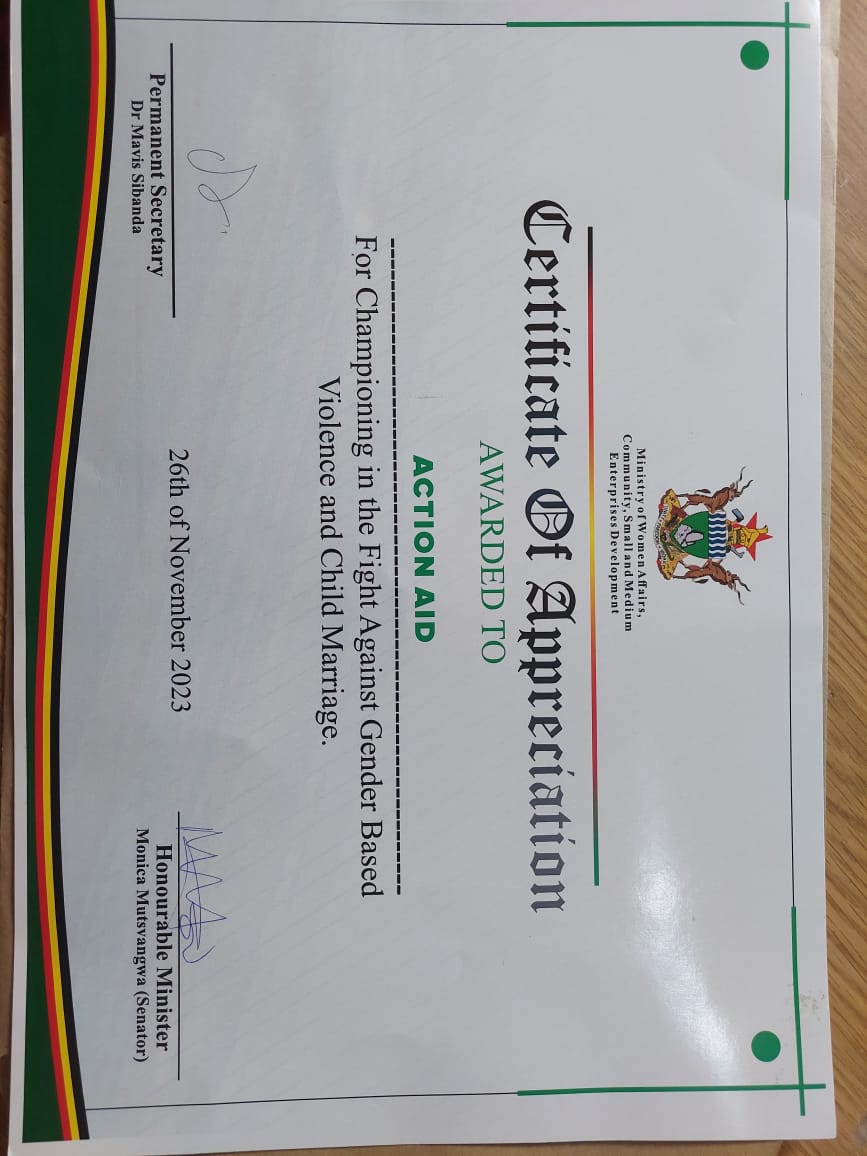 Ministry of Women Affairs,
Community, Small and Medium
Enterprises Development
Certificate Of Appreciation
AWARDED TO
ACTION AID
For Championing in the Fight Against Gender Based
Violence and Child Marriage.
Permanent Secretary
Dr Mavis Sibanda
26th of November 2023
Honourable Minister
Monica Mutsvangwa (Senator)